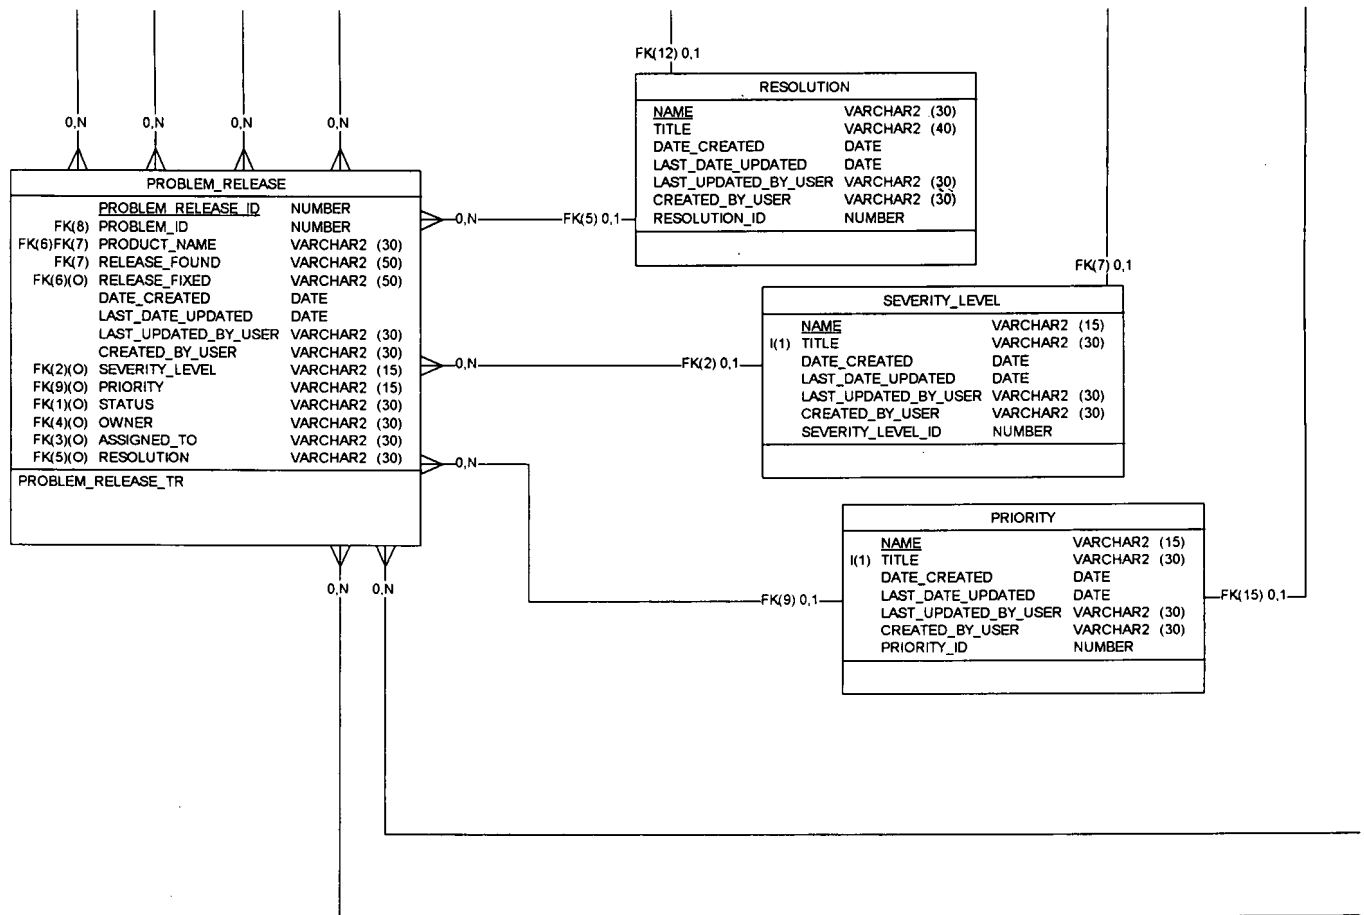 FK(12) 0,1
RESOLUTION
NAME VARCHAR2 (30)
TITLE VARCHAR2 (40)
DATE_CREATED DATE
LAST_DATE_UPDATED DATE
LAST_UPDATED_BY_USER VARCHAR2 (30)
CREATED_BY_USER VARCHAR2 (30)
RESOLUTION_ID NUMBER
0,N 0,N 0,N 0,N
PROBLEM_RELEASE
PROBLEM_RELEASE_ID NUMBER
FK(8) PROBLEM_ID NUMBER
FK(6)FK(7) PRODUCT_NAME VARCHAR2 (30)
FK(7) RELEASE_FOUND VARCHAR2 (50)
FK(6)(O) RELEASE_FIXED VARCHAR2 (50)
DATE_CREATED DATE
LAST_DATE_UPDATED DATE
LAST_UPDATED_BY_USER VARCHAR2 (30)
CREATED_BY_USER VARCHAR2 (30)
FK(2)(O) SEVERITY_LEVEL VARCHAR2 (15)
FK(9)(O) PRIORITY VARCHAR2 (15)
FK(1)(O) STATUS VARCHAR2 (30)
FK(4)(O) OWNER VARCHAR2 (30)
FK(3)(O) ASSIGNED_TO VARCHAR2 (30)
FK(5)(O) RESOLUTION VARCHAR2 (30)
PROBLEM_RELEASE_TR
0,N FK(5) 0,1
FK(7) 0,1
SEVERITY_LEVEL
NAME VARCHAR2 (15)
I(1) TITLE VARCHAR2 (30)
DATE_CREATED DATE
LAST_DATE_UPDATED DATE
LAST_UPDATED_BY_USER VARCHAR2 (30)
CREATED_BY_USER VARCHAR2 (30)
SEVERITY_LEVEL_ID NUMBER
0,N FK(2) 0,1
0,N
PRIORITY
NAME VARCHAR2 (15)
I(1) TITLE VARCHAR2 (30)
DATE_CREATED DATE
LAST_DATE_UPDATED DATE
LAST_UPDATED_BY_USER VARCHAR2 (30)
CREATED_BY_USER VARCHAR2 (30)
PRIORITY_ID NUMBER
0,N 0,N
FK(9) 0,1
FK(15) 0,1